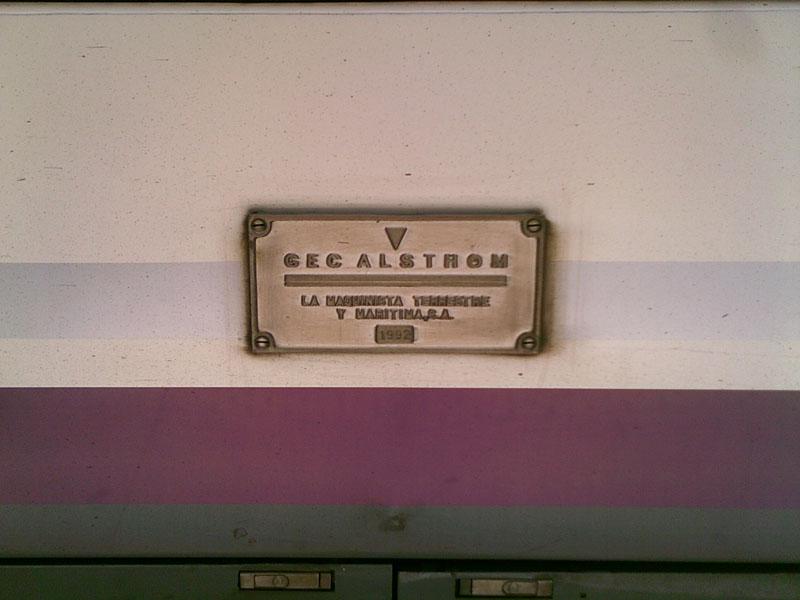 GEC ALSTHOM
LA MAQUINISTA TERRESTRE
Y MARITIMA, S.A.
1992